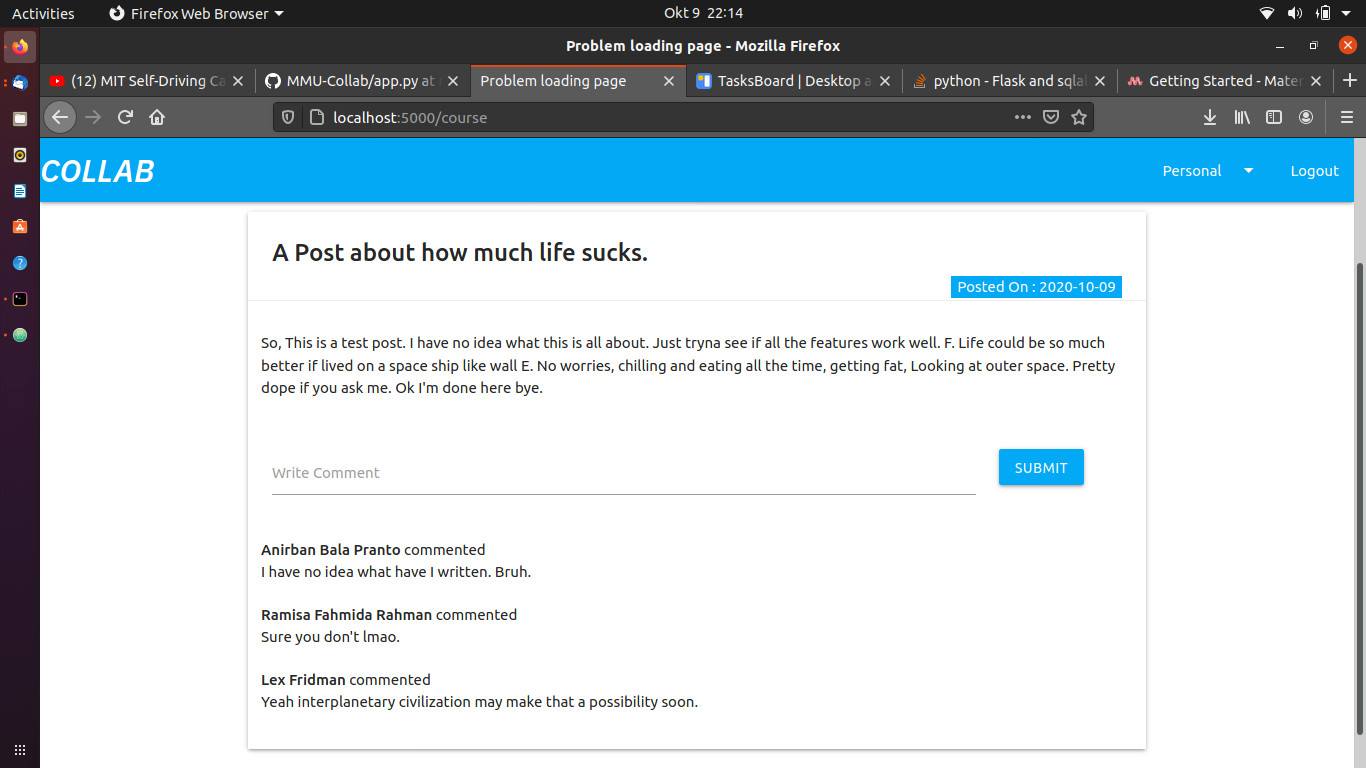 Activities
Firefox Web Browser
Okt 9 22:14
Problem loading page - Mozilla Firefox
(12) MIT Self-Driving Ca
MMU-Collab/app.py at
Problem loading page
TasksBoard | Desktop a
python - Flask and sqlal
Getting Started - Mater
localhost:5000/course
COLLAB
Personal
Logout
A Post about how much life sucks.
Posted On : 2020-10-09
So, This is a test post. I have no idea what this is all about. Just tryna see if all the features work well. F. Life could be so much
better if lived on a space ship like wall E. No worries, chilling and eating all the time, getting fat, Looking at outer space. Pretty
dope if you ask me. Ok I'm done here bye.
Write Comment
SUBMIT
Anirban Bala Pranto commented
I have no idea what have I written. Bruh.
Ramisa Fahmida Rahman commented
Sure you don't lmao.
Lex Fridman commented
Yeah interplanetary civilization may make that a possibility soon.